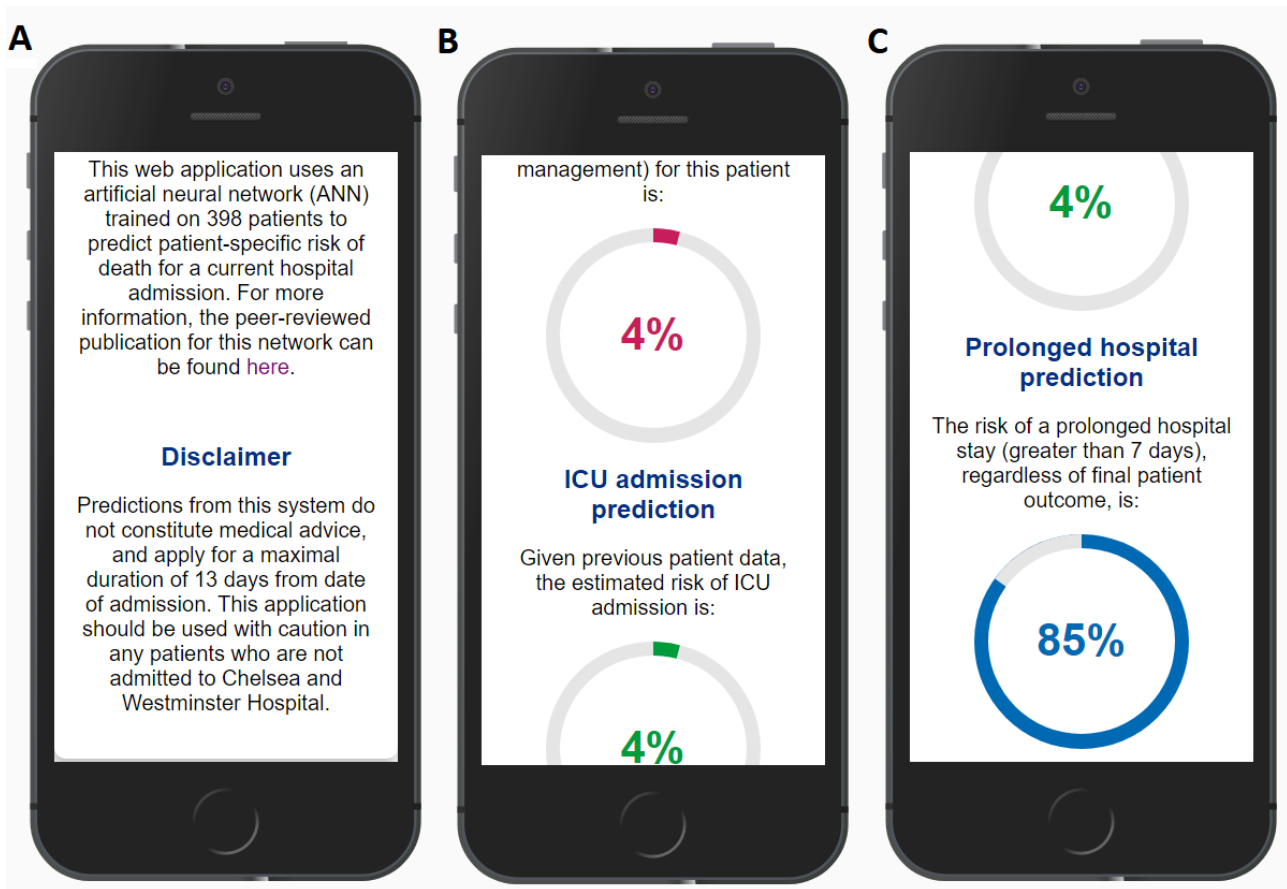 A
This web application uses an
artificial neural network (ANN)
trained on 398 patients to
predict patient-specific risk of
death for a current hospital
admission. For more
information, the peer-reviewed
publication for this network can
be found here.
Disclaimer
Predictions from this system do
not constitute medical advice,
and apply for a maximal
duration of 13 days from date
of admission. This application
should be used with caution in
any patients who are not
admitted to Chelsea and
Westminster Hospital.
B
management) for this patient
is:
4%
ICU admission
prediction
Given previous patient data,
the estimated risk of ICU
admission is:
4%
C
4%
Prolonged hospital
prediction
The risk of a prolonged hospital
stay (greater than 7 days),
regardless of final patient
outcome, is:
85%